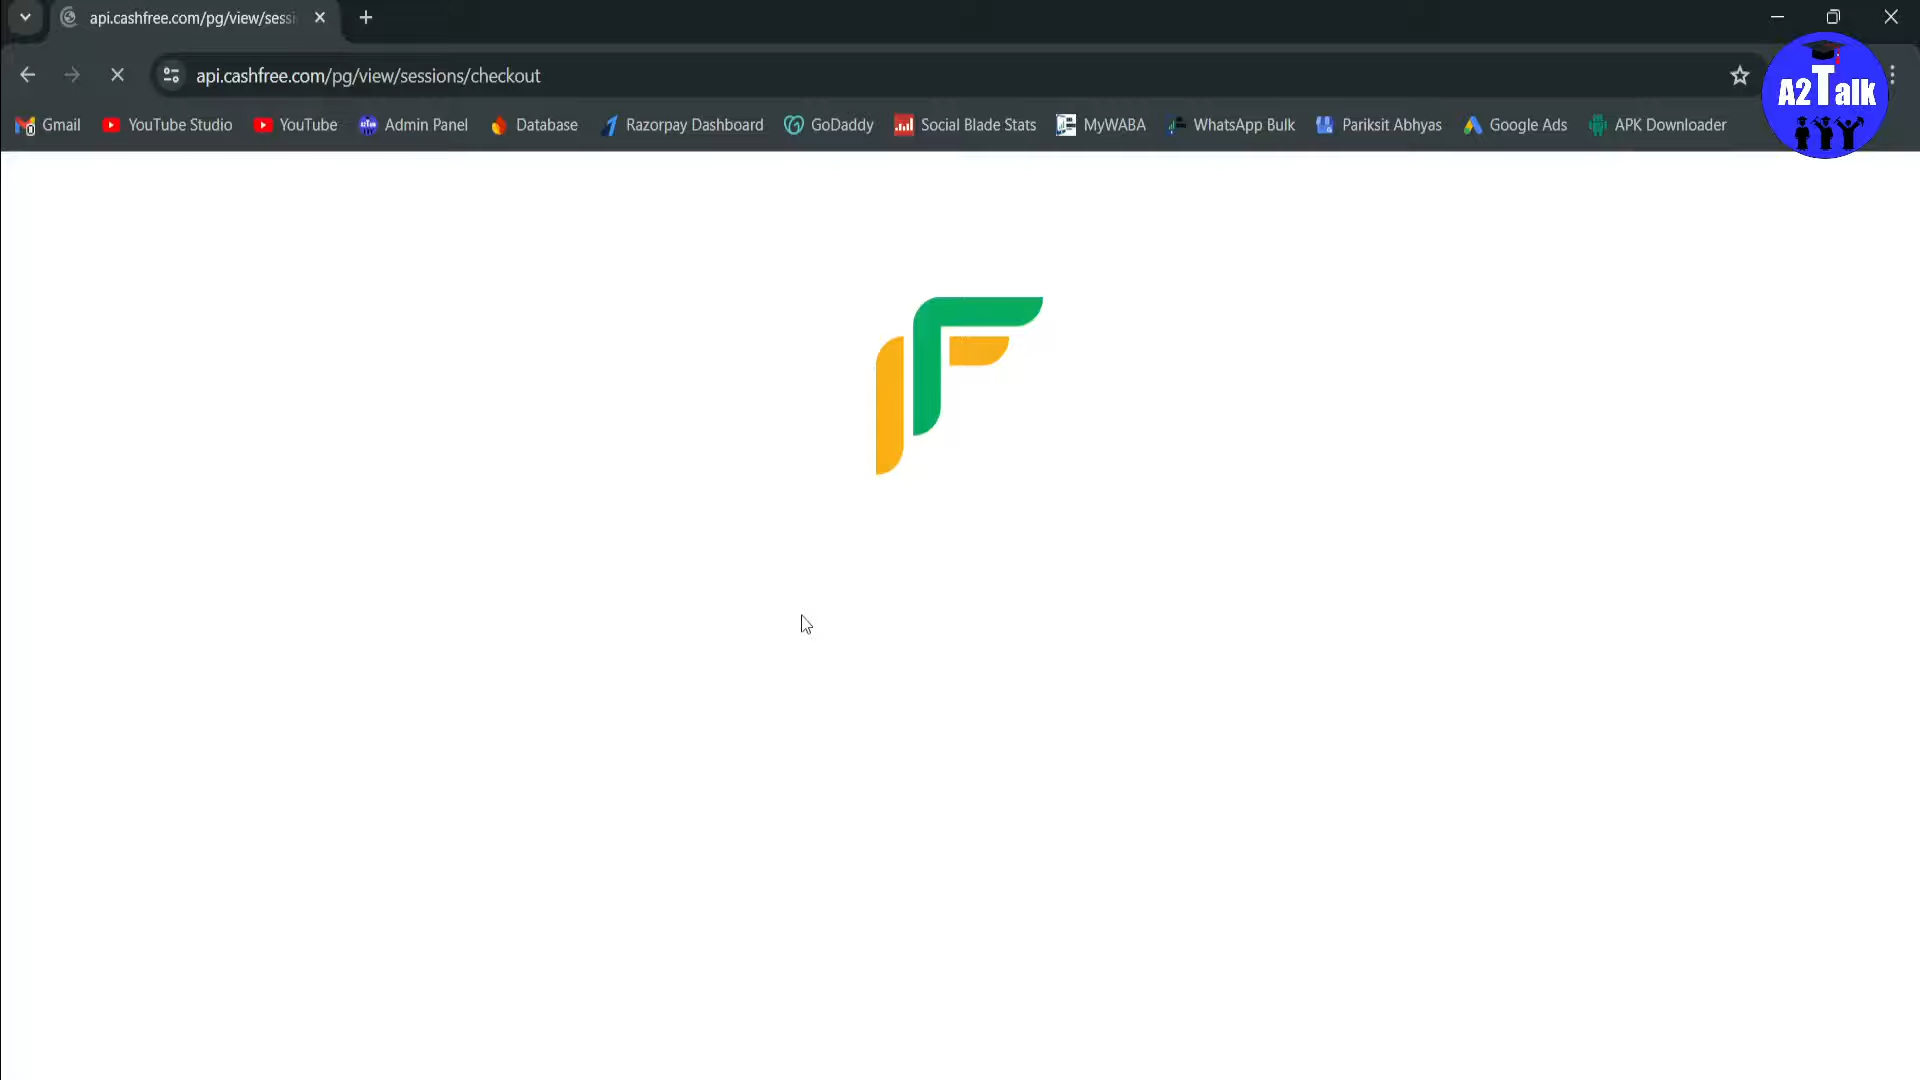 api.cashfree.com/pg/view/sessi
api.cashfree.com/pg/view/sessions/checkout
A2Talk
Gmail YouTube Studio YouTube Admin Panel Database Razorpay Dashboard GoDaddy Social Blade Stats MyWABA WhatsApp Bulk Pariksit Abhyas Google Ads APK Downloader